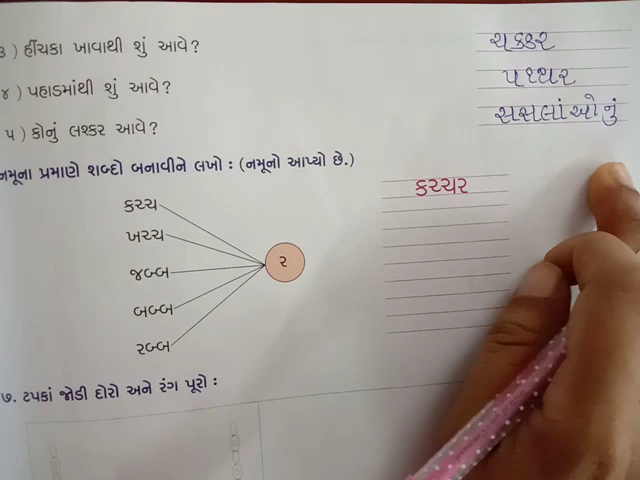 ૩ ) હીંચકા ખાવાથી શું આવે?
ચક્કર
૪ ) પહાડમાંથી શું આવે?
પથ્થર
૫ ) કોનું લશ્કર આવે?
સસલાંઓનું
નમૂના પ્રમાણે શબ્દો બનાવીને લખો : (નમૂનો આપ્યો છે.)
કચ્ચ
ખચ્ચ
જબ્બ
બબ્બ
રબ્બ
ર
કચ્ચર
૭. ટપકાં જોડી દોરો અને રંગ પૂરો :